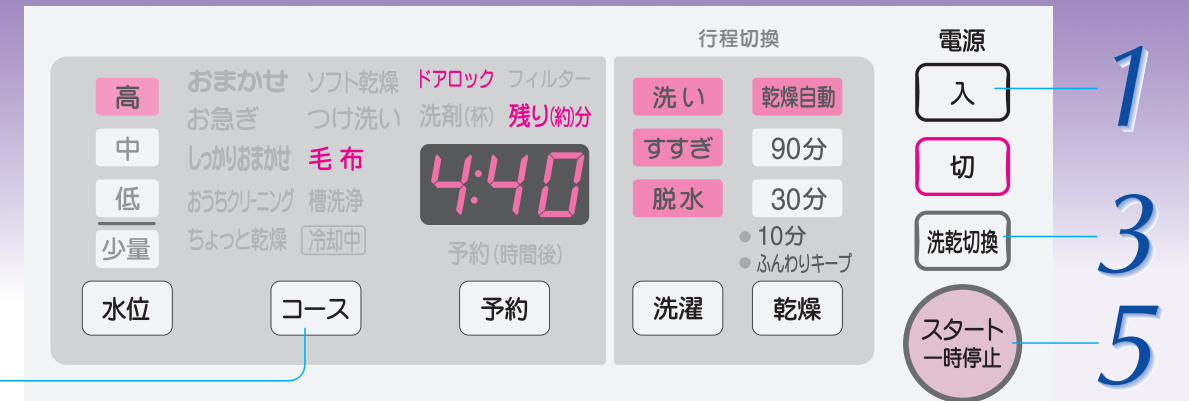 行程切換
電源
高
中
低
少量
おまかせ
お急ぎ
しっかりおまかせ
おうちクリーニング
ちょっと乾燥
ソフト乾燥
つけ洗い
毛布
槽洗浄
冷却中
ドアロック フィルター
洗剤(杯) 残り(約)分
4:40
予約(時間後)
洗い
すすぎ
脱水
乾燥自動
90分
30分
● 10分
● ふんわりキープ
水位
コース
予約
洗濯
乾燥
入
切
洗乾切換
スタート
一時停止
1
3
5